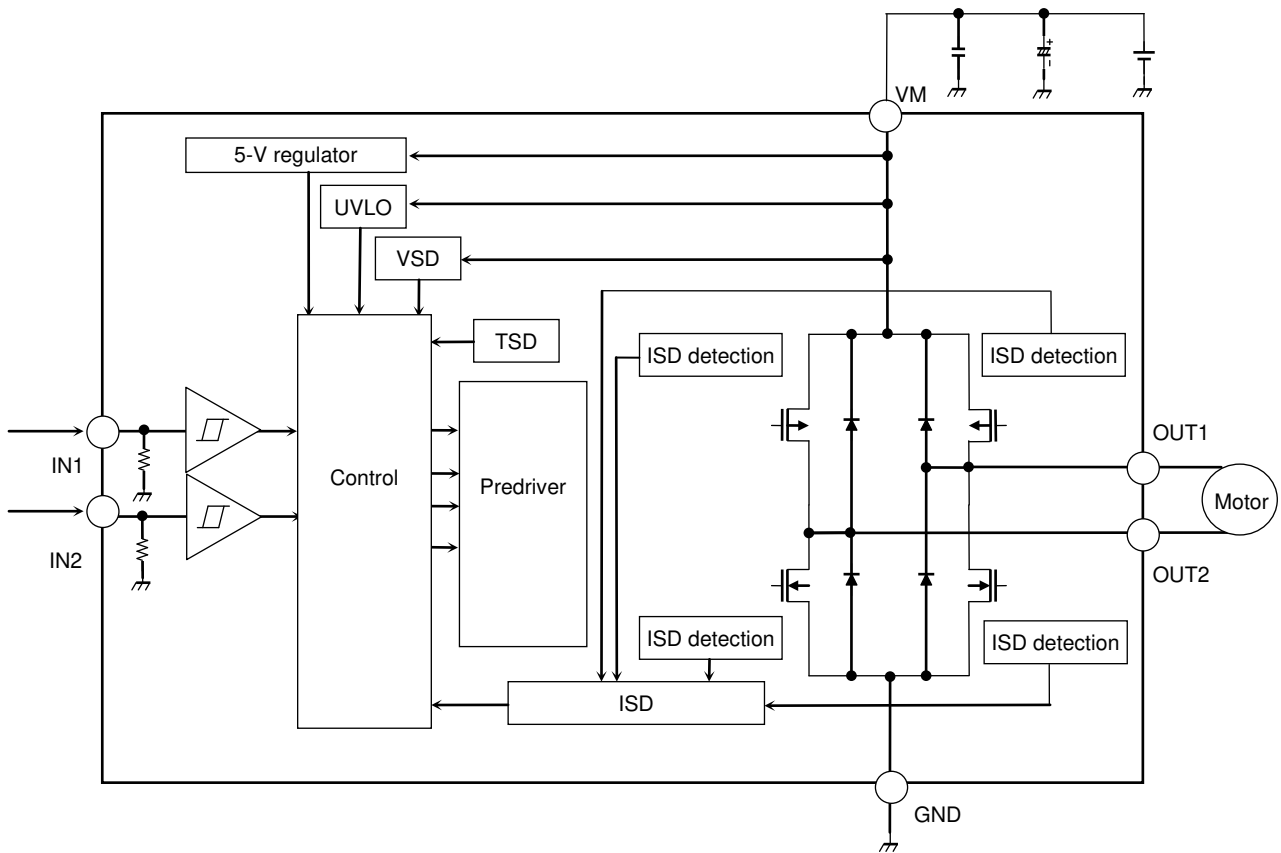 VM
5-V regulator
UVLO
VSD
TSD
ISD detection
ISD detection
IN1
IN2
Control
Predriver
OUT1
Motor
OUT2
ISD detection
ISD detection
ISD
GND
+
-